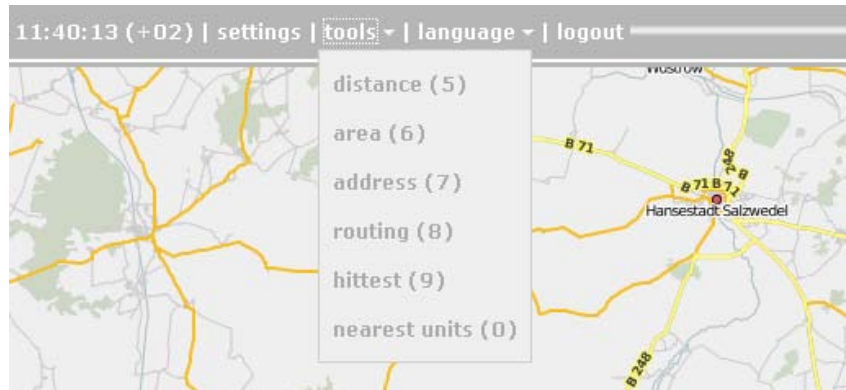 11:40:13 (+02) | settings | tools | language | logout
distance (5)
area (6)
address (7)
routing (8)
hittest (9)
nearest units (0)
Wustrow
B 71
248
B
B 71 B 71
Hansestadt Salzwedel
B 248